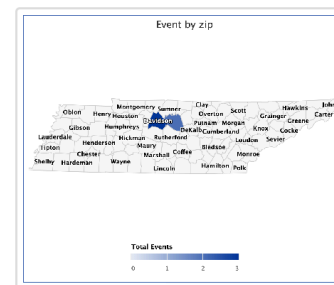 Event by zip
Obion
Henry
Montgomery
Sumner
Clay
Scott
Hawkins
John
Houston
Overton
Grainger
Greene
Carter
Gibson
Humphreys
Davidson
Putnam
Morgan
Knox
Cocke
DeKalb
Cumberland
Lauderdale
Hickman
Rutherford
Loudon
Sevier
Tipton
Henderson
Maury
Bledsoe
Chester
Marshall
Coffee
Monroe
Shelby
Hardeman
Wayne
Lincoln
Hamilton
Polk
Total Events
0 1 2 3